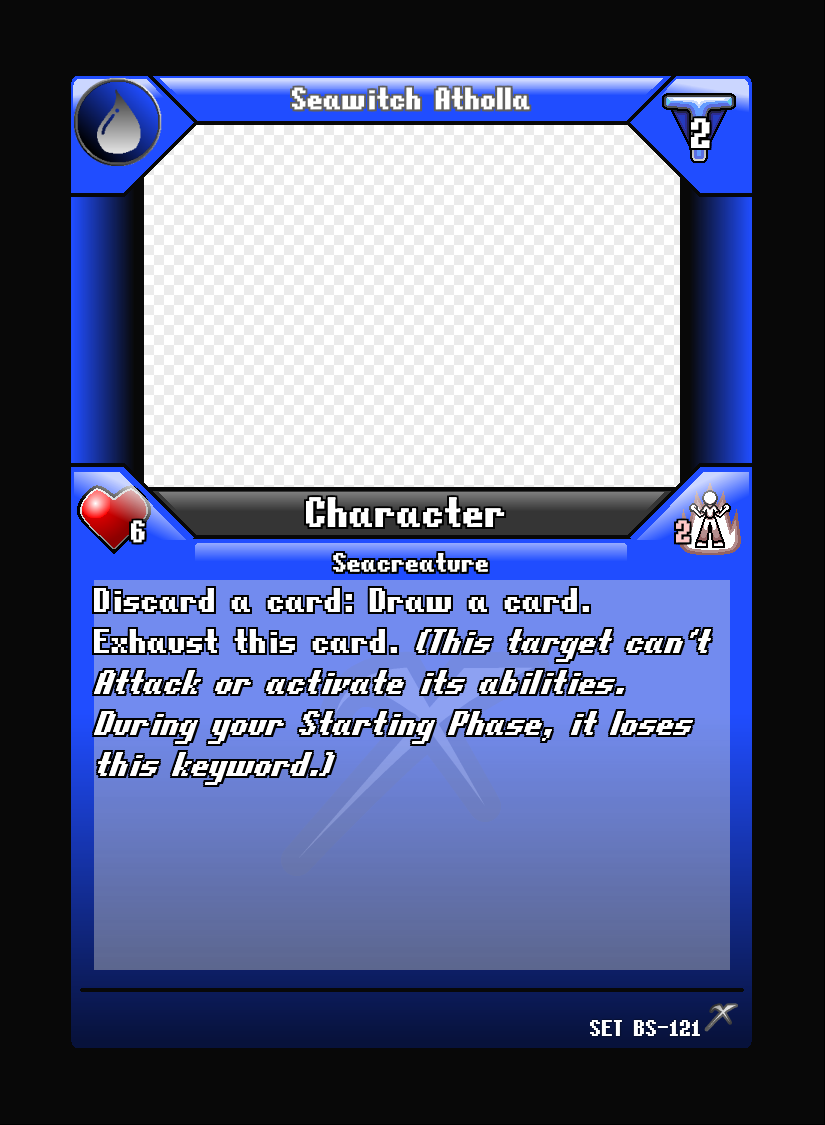 Seawitch Atholla
2
Character
6
2
Seacreature
Discard a card: Draw a card.
Exhaust this card. (This target can't
Attack or activate its abilities.
During your Starting Phase, it loses
this keyword.)
SET BS-121